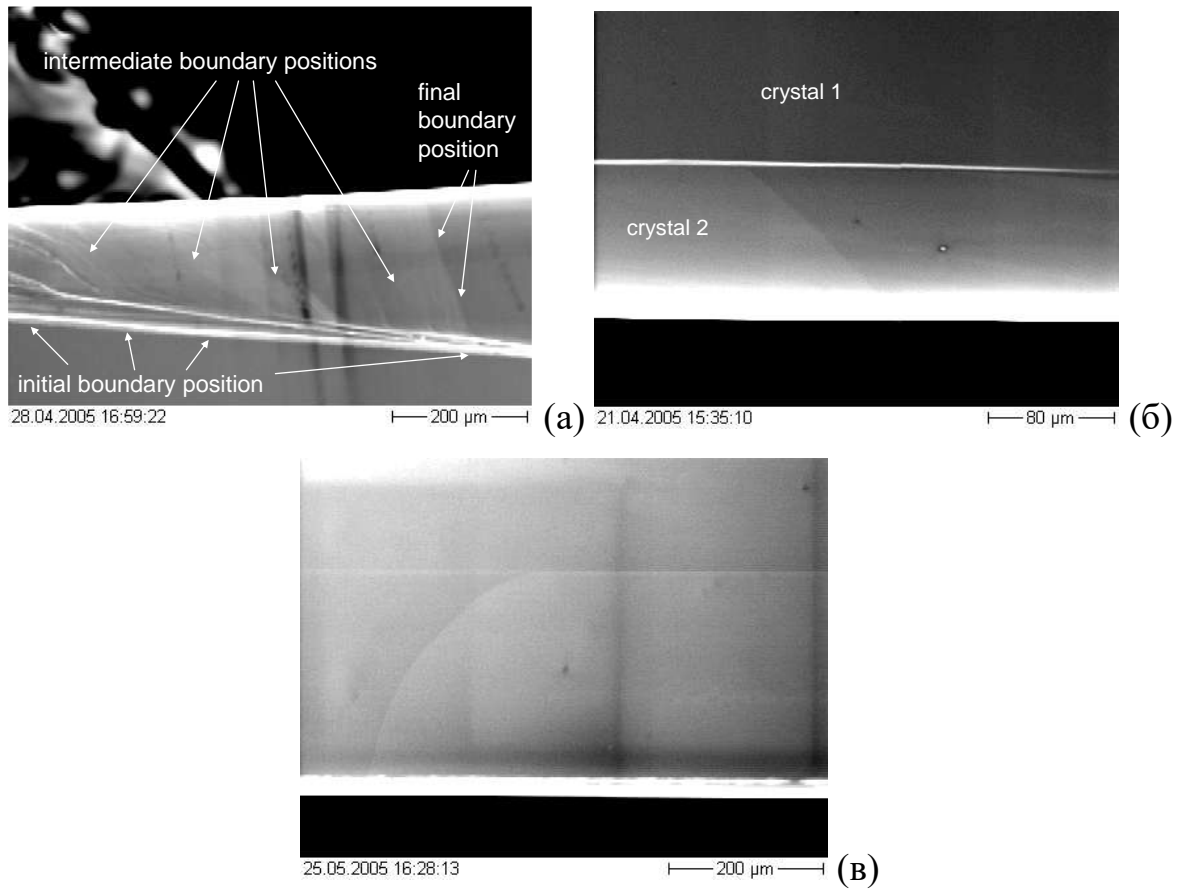 intermediate boundary positions
final
boundary
position
initial boundary position
28.04.2005 16:59:22
200 µm
(а)
crystal 1
crystal 2
21.04.2005 15:35:10
80 µm
(б)
25.05.2005 16:28:13
200 µm
(в)